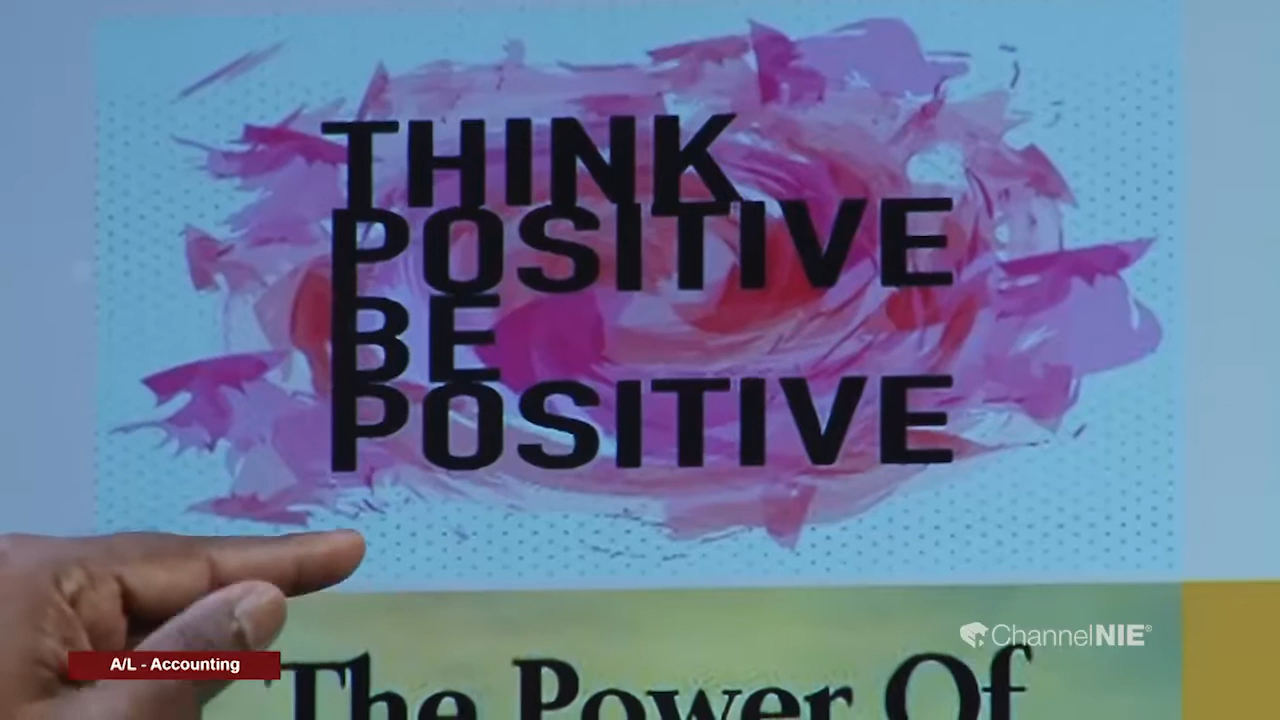 THINK
POSITIVE
BE
POSITIVE
The Power Of
A/L - Accounting
ChannelNIE®